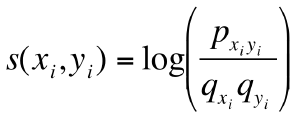 s(x_i, y_i) = log(p_{x_i y_i} / q_{x_i} q_{y_i})